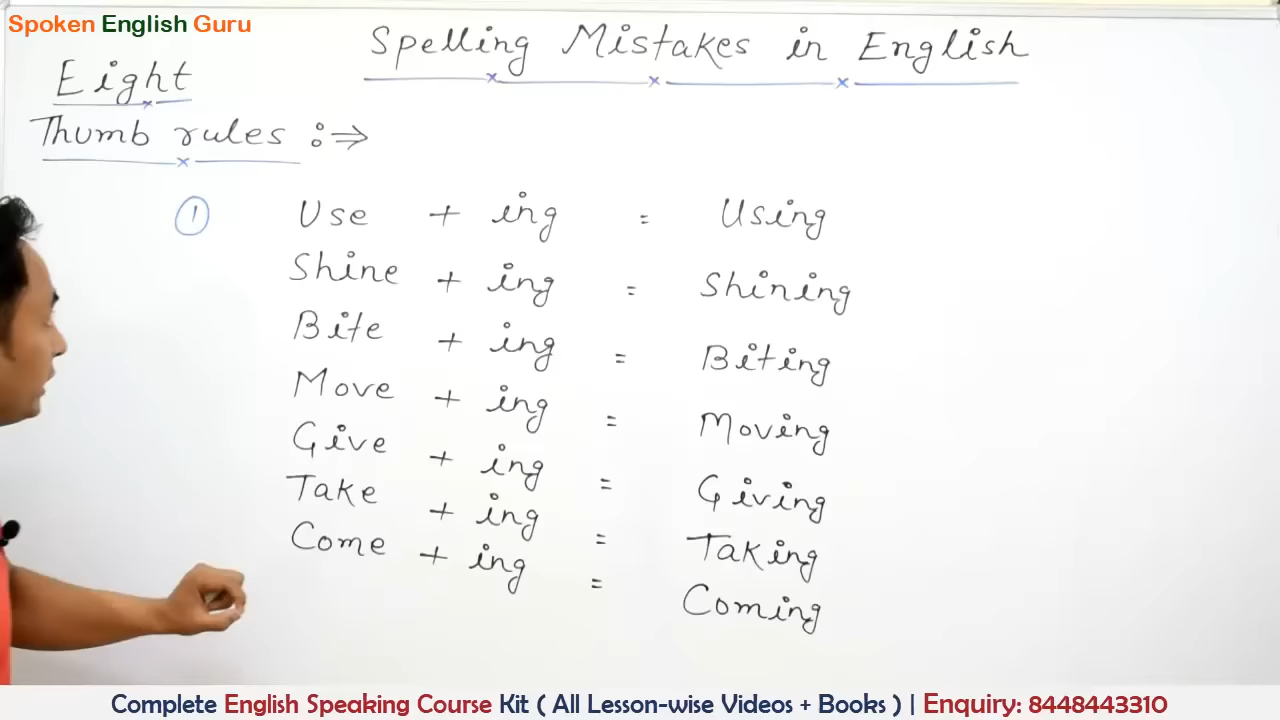 Spoken English Guru
Spelling Mistakes in English
Eight
Thumb rules :⇒
① Use + ing = Using
Shine + ing = Shining
Bite + ing = Biting
Move + ing = Moving
Give + ing = Giving
Take + ing = Taking
Come + ing = Coming
Complete English Speaking Course Kit ( All Lesson-wise Videos + Books ) | Enquiry: 8448443310